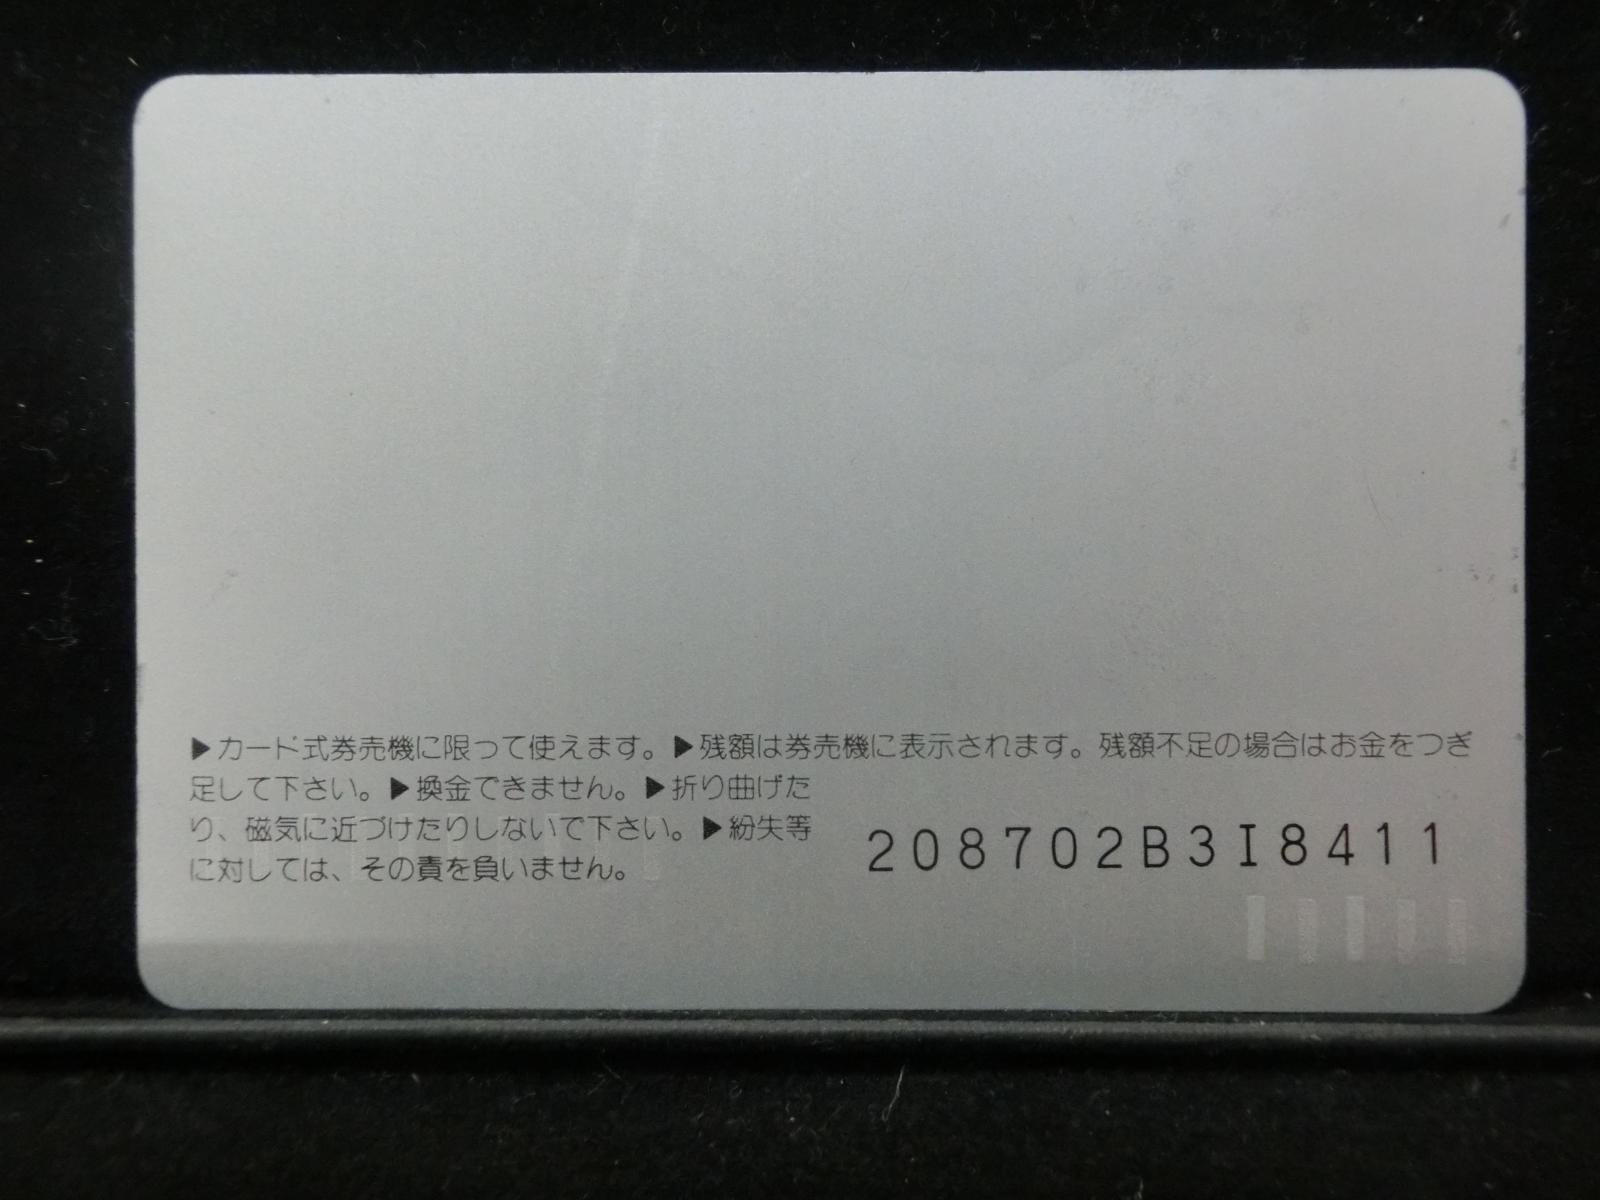 ▶カード式券売機に限って使えます。▶残額は券売機に表示されます。残額不足の場合はお金をつぎ
足して下さい。▶換金できません。▶折り曲げた
り、磁気に近づけたりしないで下さい。▶紛失等
に対しては、その責を負いません。
208702B3I8411